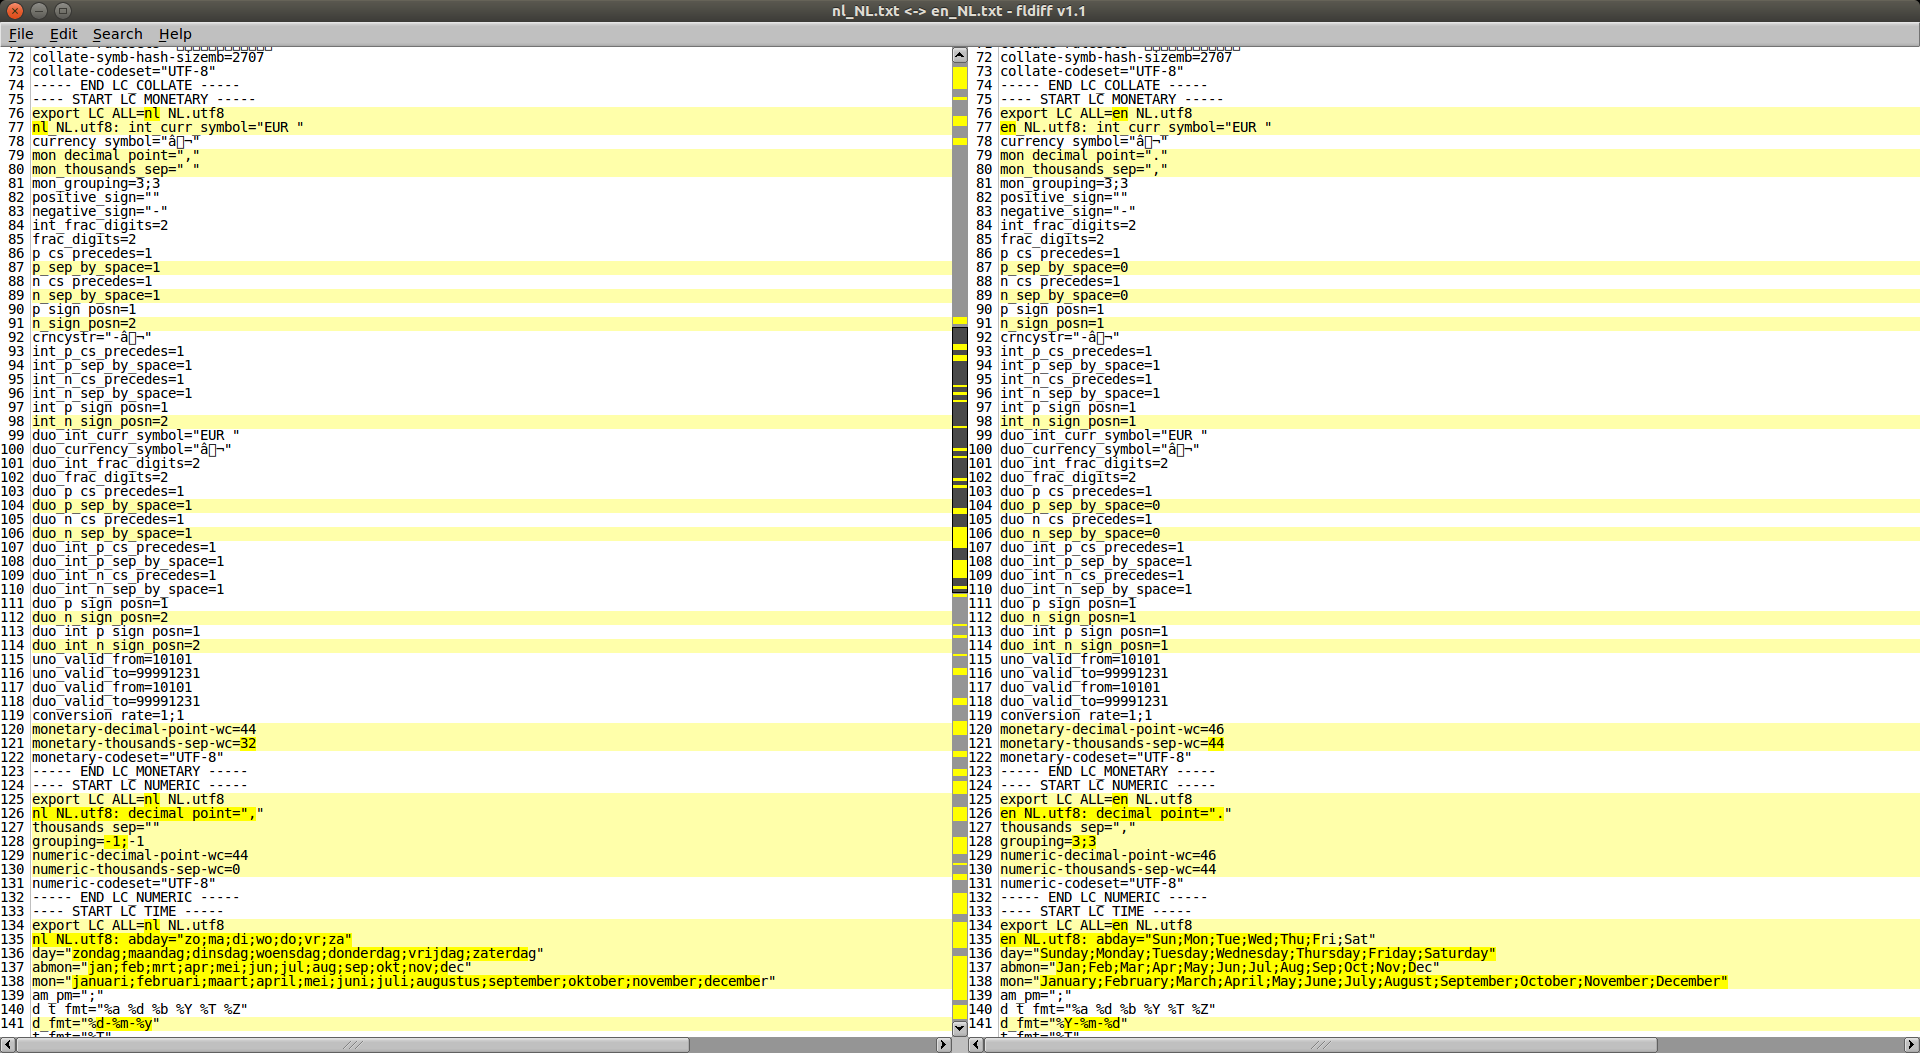 nl_NL.txt <-> en_NL.txt - fldiff v1.1
File Edit Search Help
72 collate-symb-hash-sizemb=2707
73 collate-codeset="UTF-8"
74 ----- END LC_COLLATE -----
75 ---- START LC_MONETARY -----
76 export LC_ALL=nl_NL.utf8
77 nl_NL.utf8: int_curr_symbol="EUR "
78 currency_symbol="â▯¬"
79 mon_decimal_point=","
80 mon_thousands_sep=" "
81 mon_grouping=3;3
82 positive_sign=""
83 negative_sign="-"
84 int_frac_digits=2
85 frac_digits=2
86 p_cs_precedes=1
87 p_sep_by_space=1
88 n_cs_precedes=1
89 n_sep_by_space=1
90 p_sign_posn=1
91 n_sign_posn=2
92 crncystr="-â▯¬"
93 int_p_cs_precedes=1
94 int_p_sep_by_space=1
95 int_n_cs_precedes=1
96 int_n_sep_by_space=1
97 int_p_sign_posn=1
98 int_n_sign_posn=2
99 duo_int_curr_symbol="EUR "
100 duo_currency_symbol="â▯¬"
101 duo_int_frac_digits=2
102 duo_frac_digits=2
103 duo_p_cs_precedes=1
104 duo_p_sep_by_space=1
105 duo_n_cs_precedes=1
106 duo_n_sep_by_space=1
107 duo_int_p_cs_precedes=1
108 duo_int_p_sep_by_space=1
109 duo_int_n_cs_precedes=1
110 duo_int_n_sep_by_space=1
111 duo_p_sign_posn=1
112 duo_n_sign_posn=2
113 duo_int_p_sign_posn=1
114 duo_int_n_sign_posn=2
115 uno_valid_from=10101
116 uno_valid_to=99991231
117 duo_valid_from=10101
118 duo_valid_to=99991231
119 conversion_rate=1;1
120 monetary-decimal-point-wc=44
121 monetary-thousands-sep-wc=32
122 monetary-codeset="UTF-8"
123 ----- END LC_MONETARY -----
124 ---- START LC_NUMERIC -----
125 export LC_ALL=nl_NL.utf8
126 nl_NL.utf8: decimal_point=","
127 thousands_sep=""
128 grouping=-1;-1
129 numeric-decimal-point-wc=44
130 numeric-thousands-sep-wc=0
131 numeric-codeset="UTF-8"
132 ----- END LC_NUMERIC -----
133 ---- START LC_TIME -----
134 export LC_ALL=nl_NL.utf8
135 nl_NL.utf8: abday="zo;ma;di;wo;do;vr;za"
136 day="zondag;maandag;dinsdag;woensdag;donderdag;vrijdag;zaterdag"
137 abmon="jan;feb;mrt;apr;mei;jun;jul;aug;sep;okt;nov;dec"
138 mon="januari;februari;maart;april;mei;juni;juli;augustus;september;oktober;november;december"
139 am_pm=";"
140 d_t_fmt="%a %d %b %Y %T %Z"
141 d_fmt="%d-%m-%y"
t_fmt="%T"
72 collate-symb-hash-sizemb=2707
73 collate-codeset="UTF-8"
74 ----- END LC_COLLATE -----
75 ---- START LC_MONETARY -----
76 export LC_ALL=en_NL.utf8
77 en_NL.utf8: int_curr_symbol="EUR "
78 currency_symbol="â▯¬"
79 mon_decimal_point="."
80 mon_thousands_sep=","
81 mon_grouping=3;3
82 positive_sign=""
83 negative_sign="-"
84 int_frac_digits=2
85 frac_digits=2
86 p_cs_precedes=1
87 p_sep_by_space=0
88 n_cs_precedes=1
89 n_sep_by_space=0
90 p_sign_posn=1
91 n_sign_posn=1
92 crncystr="-â▯¬"
93 int_p_cs_precedes=1
94 int_p_sep_by_space=1
95 int_n_cs_precedes=1
96 int_n_sep_by_space=1
97 int_p_sign_posn=1
98 int_n_sign_posn=1
99 duo_int_curr_symbol="EUR "
100 duo_currency_symbol="â▯¬"
101 duo_int_frac_digits=2
102 duo_frac_digits=2
103 duo_p_cs_precedes=1
104 duo_p_sep_by_space=0
105 duo_n_cs_precedes=1
106 duo_n_sep_by_space=0
107 duo_int_p_cs_precedes=1
108 duo_int_p_sep_by_space=1
109 duo_int_n_cs_precedes=1
110 duo_int_n_sep_by_space=1
111 duo_p_sign_posn=1
112 duo_n_sign_posn=1
113 duo_int_p_sign_posn=1
114 duo_int_n_sign_posn=1
115 uno_valid_from=10101
116 uno_valid_to=99991231
117 duo_valid_from=10101
118 duo_valid_to=99991231
119 conversion_rate=1;1
120 monetary-decimal-point-wc=46
121 monetary-thousands-sep-wc=44
122 monetary-codeset="UTF-8"
123 ----- END LC_MONETARY -----
124 ---- START LC_NUMERIC -----
125 export LC_ALL=en_NL.utf8
126 en_NL.utf8: decimal_point="."
127 thousands_sep=","
128 grouping=3;3
129 numeric-decimal-point-wc=46
130 numeric-thousands-sep-wc=44
131 numeric-codeset="UTF-8"
132 ----- END LC_NUMERIC -----
133 ---- START LC_TIME -----
134 export LC_ALL=en_NL.utf8
135 en_NL.utf8: abday="Sun;Mon;Tue;Wed;Thu;Fri;Sat"
136 day="Sunday;Monday;Tuesday;Wednesday;Thursday;Friday;Saturday"
137 abmon="Jan;Feb;Mar;Apr;May;Jun;Jul;Aug;Sep;Oct;Nov;Dec"
138 mon="January;February;March;April;May;June;July;August;September;October;November;December"
139 am_pm=";"
140 d_t_fmt="%a %d %b %Y %T %Z"
141 d_fmt="%Y-%m-%d"
t_fmt="%T"